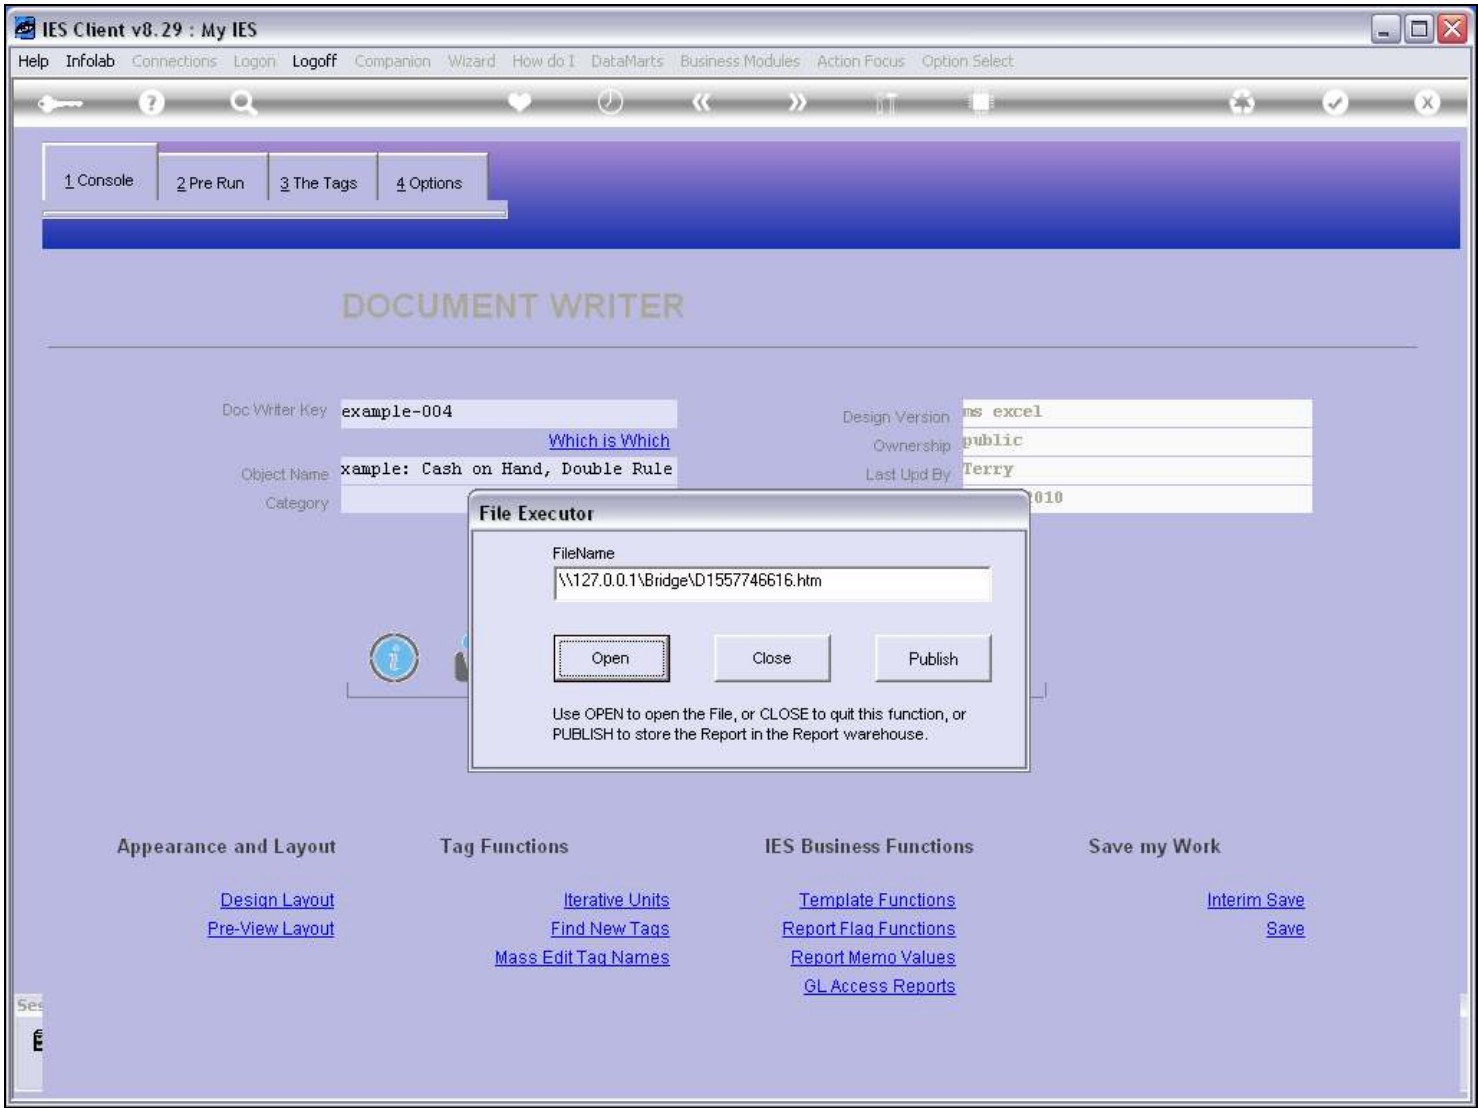 IES Client v8.29 : My IES
Help Infolab Connections Logon Logoff Companion Wizard How do I DataMarts Business Modules Action Focus Option Select
1 Console 2 Pre Run 3 The Tags 4 Options
DOCUMENT WRITER
Doc Writer Key example-004
Design Version ms excel
Which is Which
Ownership public
Object Name xample: Cash on Hand, Double Rule
Last Upd By Terry
Category
2010
File Executor
FileName
\\127.0.0.1\Bridge\D1557746616.htm
Open Close Publish
Use OPEN to open the File, or CLOSE to quit this function, or
PUBLISH to store the Report in the Report warehouse.
Appearance and Layout Tag Functions IES Business Functions Save my Work
Design Layout Iterative Units Template Functions Interim Save
Pre-View Layout Find New Tags Report Flag Functions Save
Mass Edit Tag Names Report Memo Values
GL Access Reports
Ses